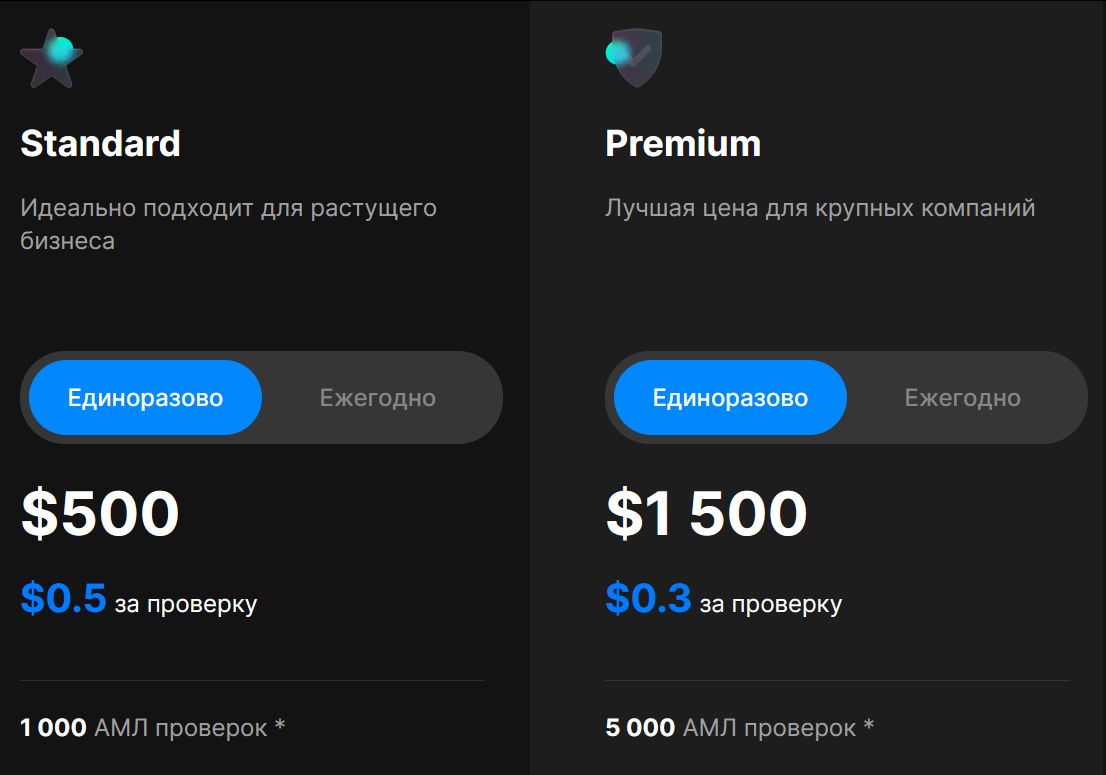 Standard
Идеально подходит для растущего
бизнеса
Единоразово
Ежегодно
$500
$0.5 за проверку
1 000 АМЛ проверок *
Premium
Лучшая цена для крупных компаний
Единоразово
Ежегодно
$1 500
$0.3 за проверку
5 000 АМЛ проверок *